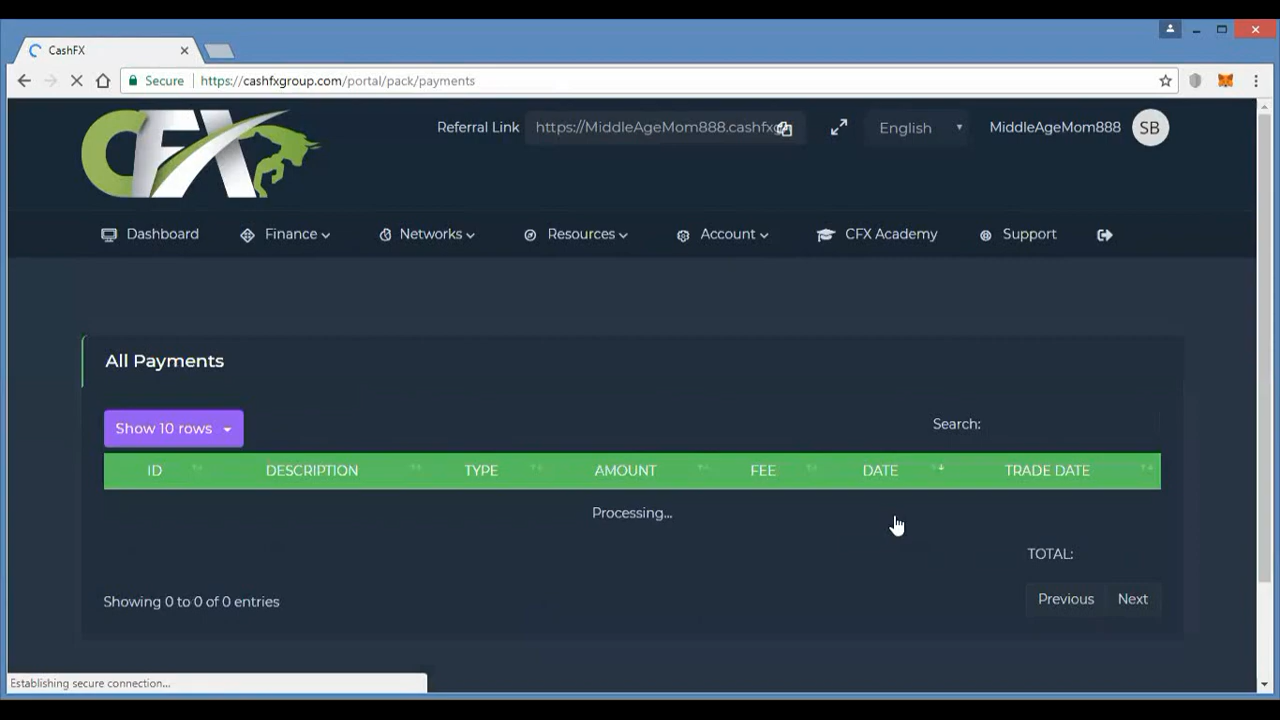 CashFX
Secure https://cashfxgroup.com/portal/pack/payments
CFX
Referral Link https://MiddleAgeMom888.cashfxg English MiddleAgeMom888 SB
Dashboard Finance Networks Resources Account CFX Academy Support
All Payments
Show 10 rows
Search:
ID DESCRIPTION TYPE AMOUNT FEE DATE TRADE DATE
Processing...
TOTAL:
Showing 0 to 0 of 0 entries
Previous Next
Establishing secure connection...